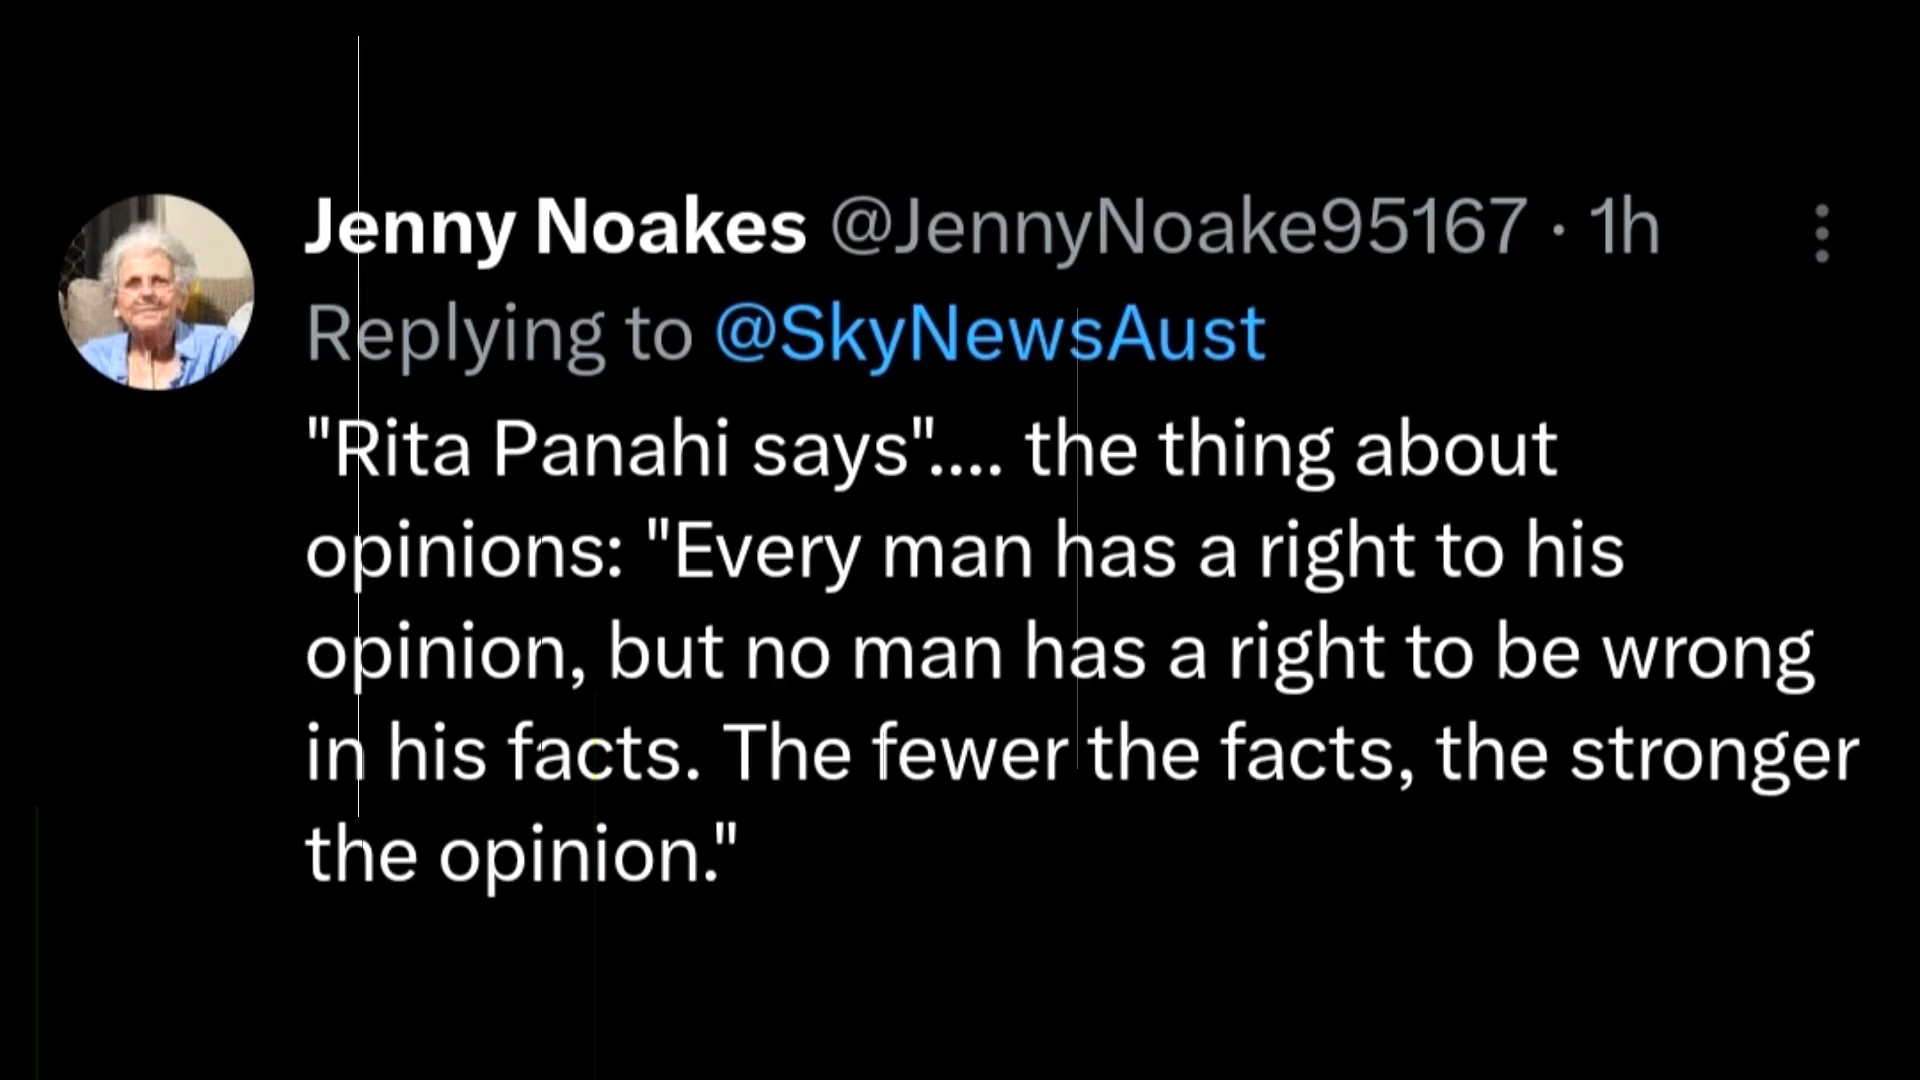 Jenny Noakes @JennyNoake95167 · 1h
Replying to @SkyNewsAust
"Rita Panahi says".... the thing about
opinions: "Every man has a right to his
opinion, but no man has a right to be wrong
in his facts. The fewer the facts, the stronger
the opinion."